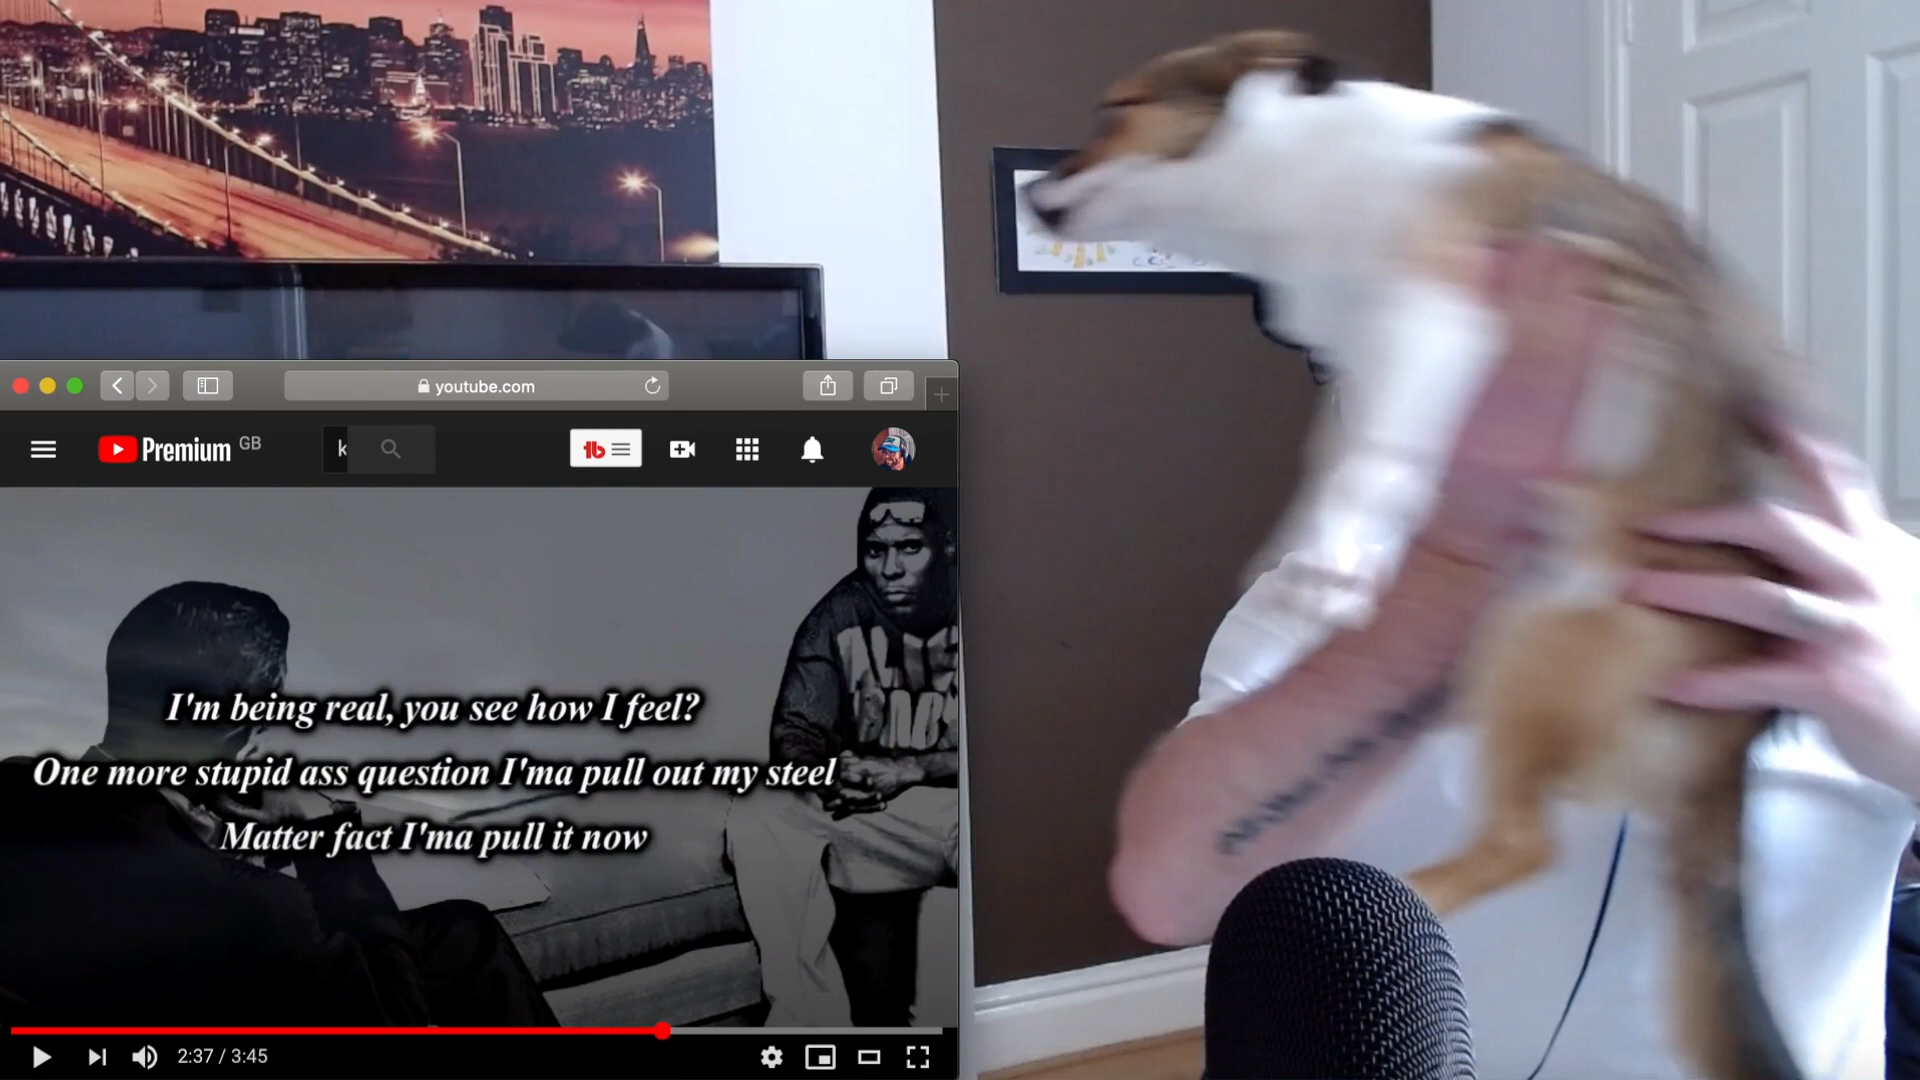 youtube.com
Premium GB
k
tb
I'm being real, you see how I feel?
One more stupid ass question I'ma pull out my steel
Matter fact I'ma pull it now
2:37 / 3:45